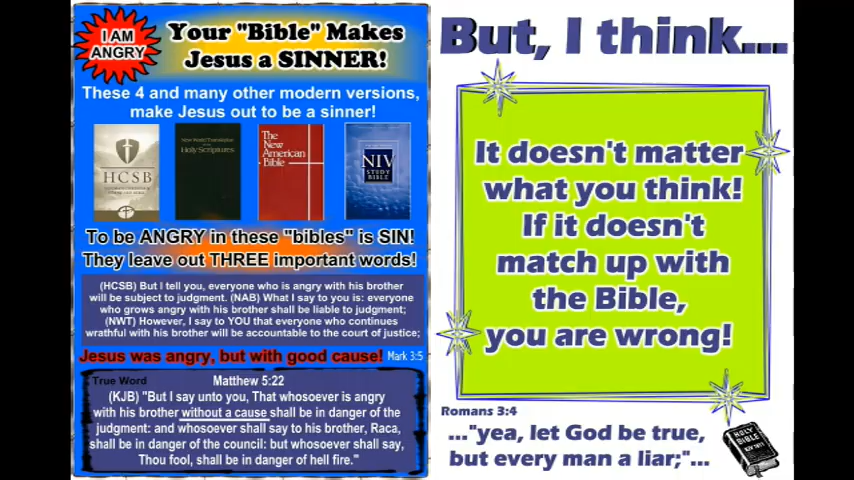 I AM
ANGRY
Your "Bible" Makes
Jesus a SINNER!
These 4 and many other modern versions,
make Jesus out to be a sinner!
HCSB
Holy Scriptures
The
New
American
Bible
NIV
STUDY
BIBLE
To be ANGRY in these "bibles" is SIN!
They leave out THREE important words!
(HCSB) But I tell you, everyone who is angry with his brother
will be subject to judgment. (NAB) What I say to you is: everyone
who grows angry with his brother shall be liable to judgment;
(NWT) However, I say to YOU that everyone who continues
wrathful with his brother will be accountable to the court of justice;
Jesus was angry, but with good cause! Mark 3:5
True Word
Matthew 5:22
(KJB) "But I say unto you, That whosoever is angry
with his brother without a cause shall be in danger of the
judgment: and whosoever shall say to his brother, Raca,
shall be in danger of the council: but whosoever shall say,
Thou fool, shall be in danger of hell fire."
But, I think...
It doesn't matter
what you think!
If it doesn't
match up with
the Bible,
you are wrong!
Romans 3:4
..."yea, let God be true,
but every man a liar;"...
HOLY
BIBLE